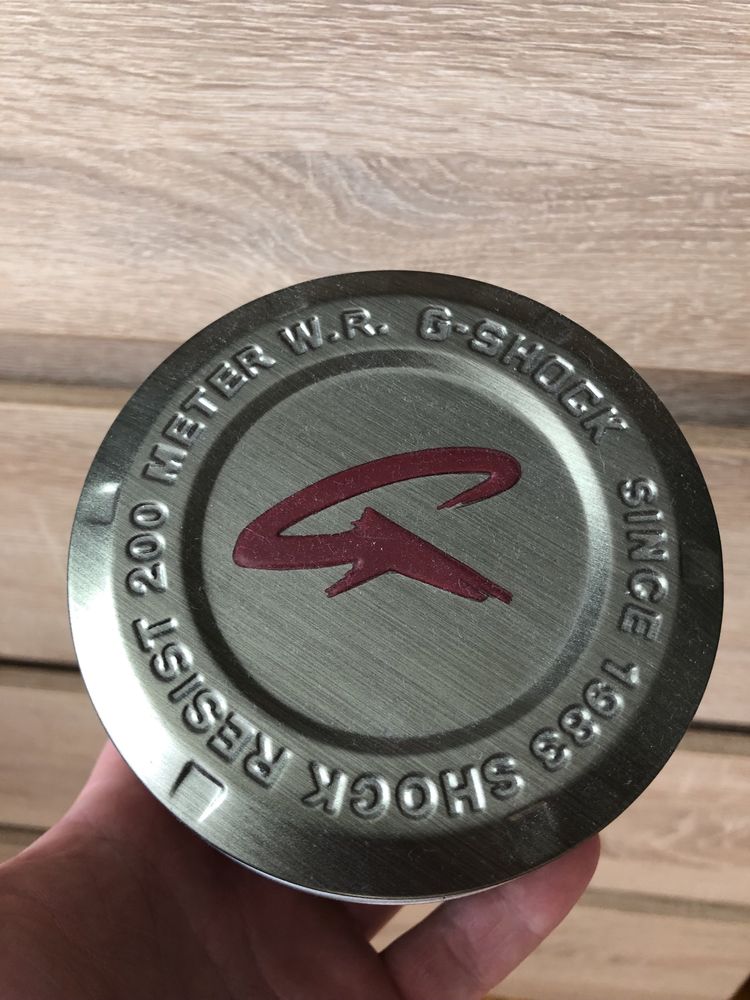 G-SHOCK SINCE 1983 SHOCK RESIST 200 METER W.R.
G